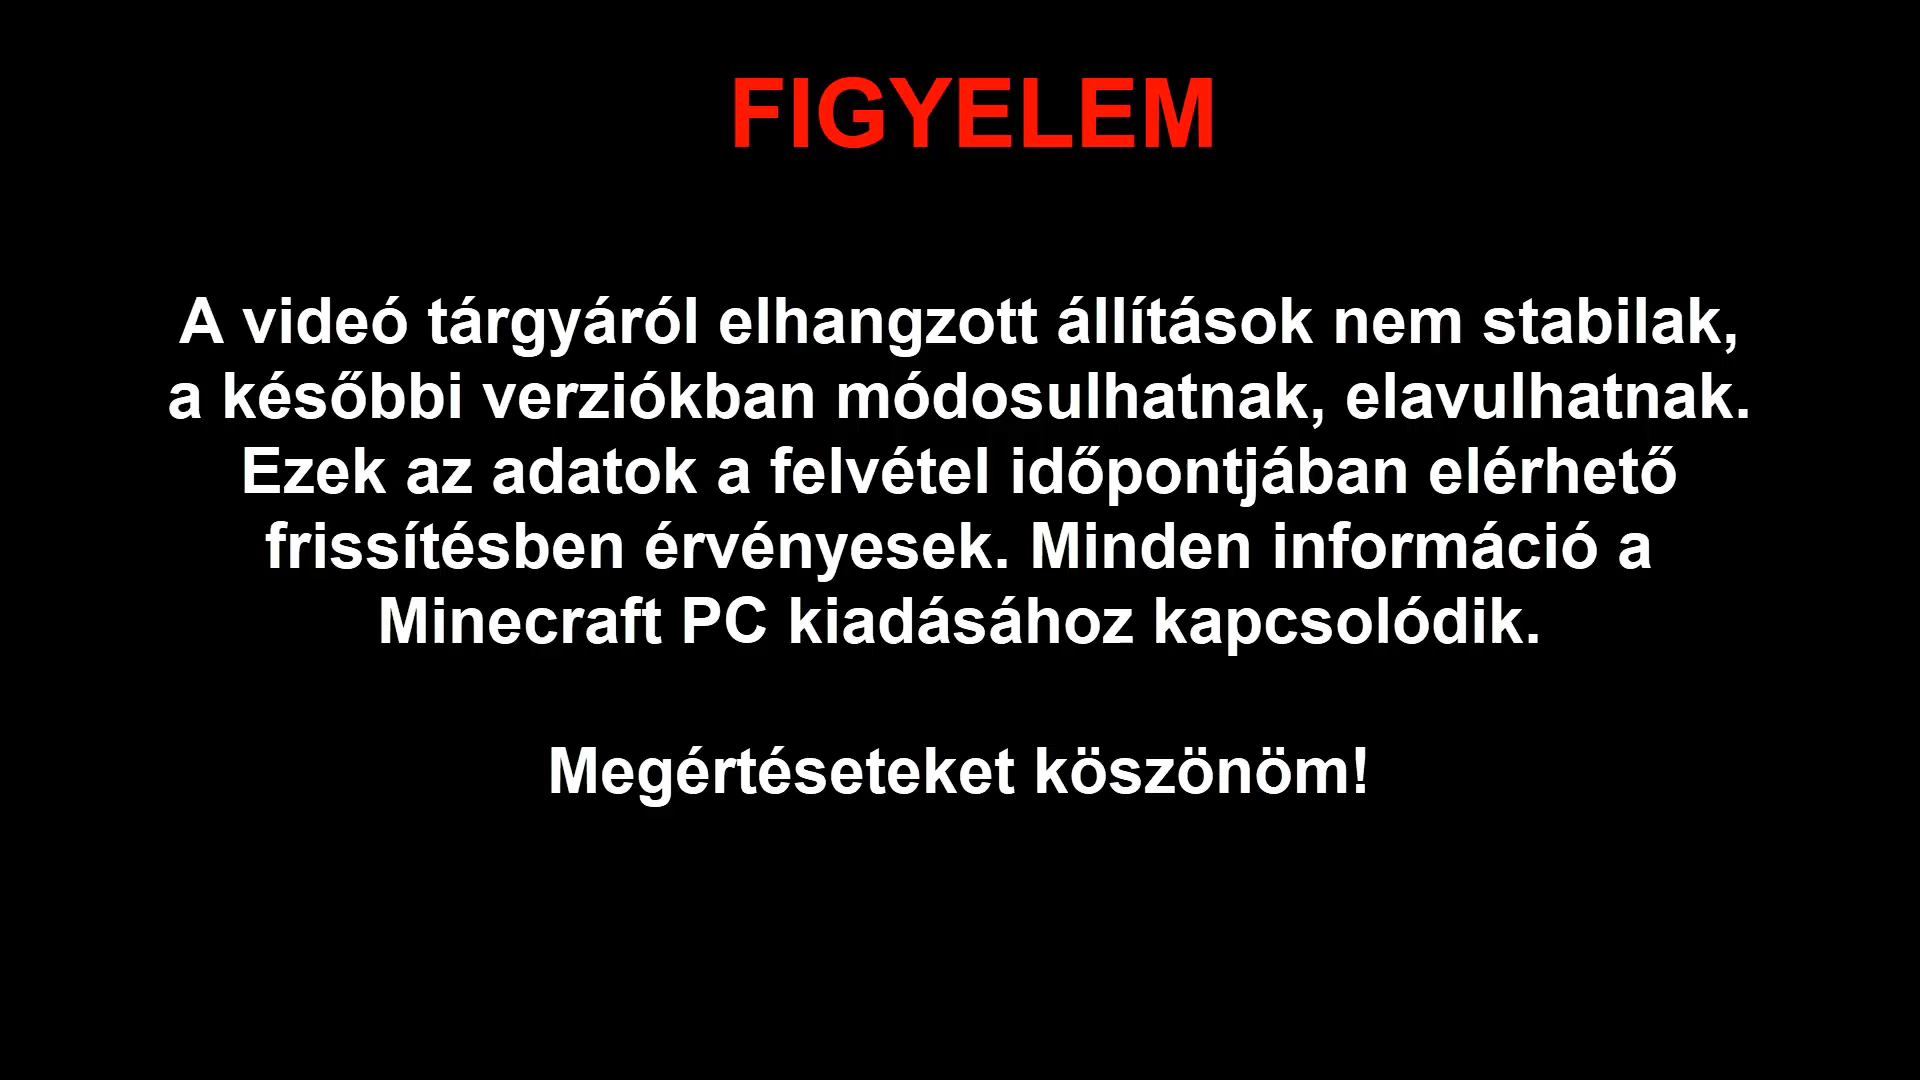 FIGYELEM
A videó tárgyáról elhangzott állítások nem stabilak,
a későbbi verziókban módosulhatnak, elavulhatnak.
Ezek az adatok a felvétel időpontjában elérhető
frissítésben érvényesek. Minden információ a
Minecraft PC kiadásához kapcsolódik.
Megértéseteket köszönöm!